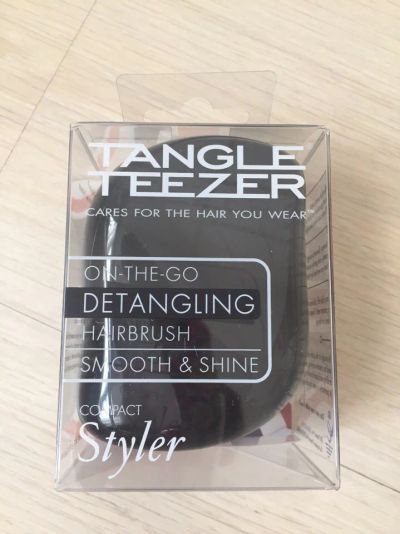 TANGLE
TEEZER
CARES FOR THE HAIR YOU WEAR™
ON-THE-GO
DETANGLING
HAIRBRUSH
SMOOTH & SHINE
COMPACT
Styler